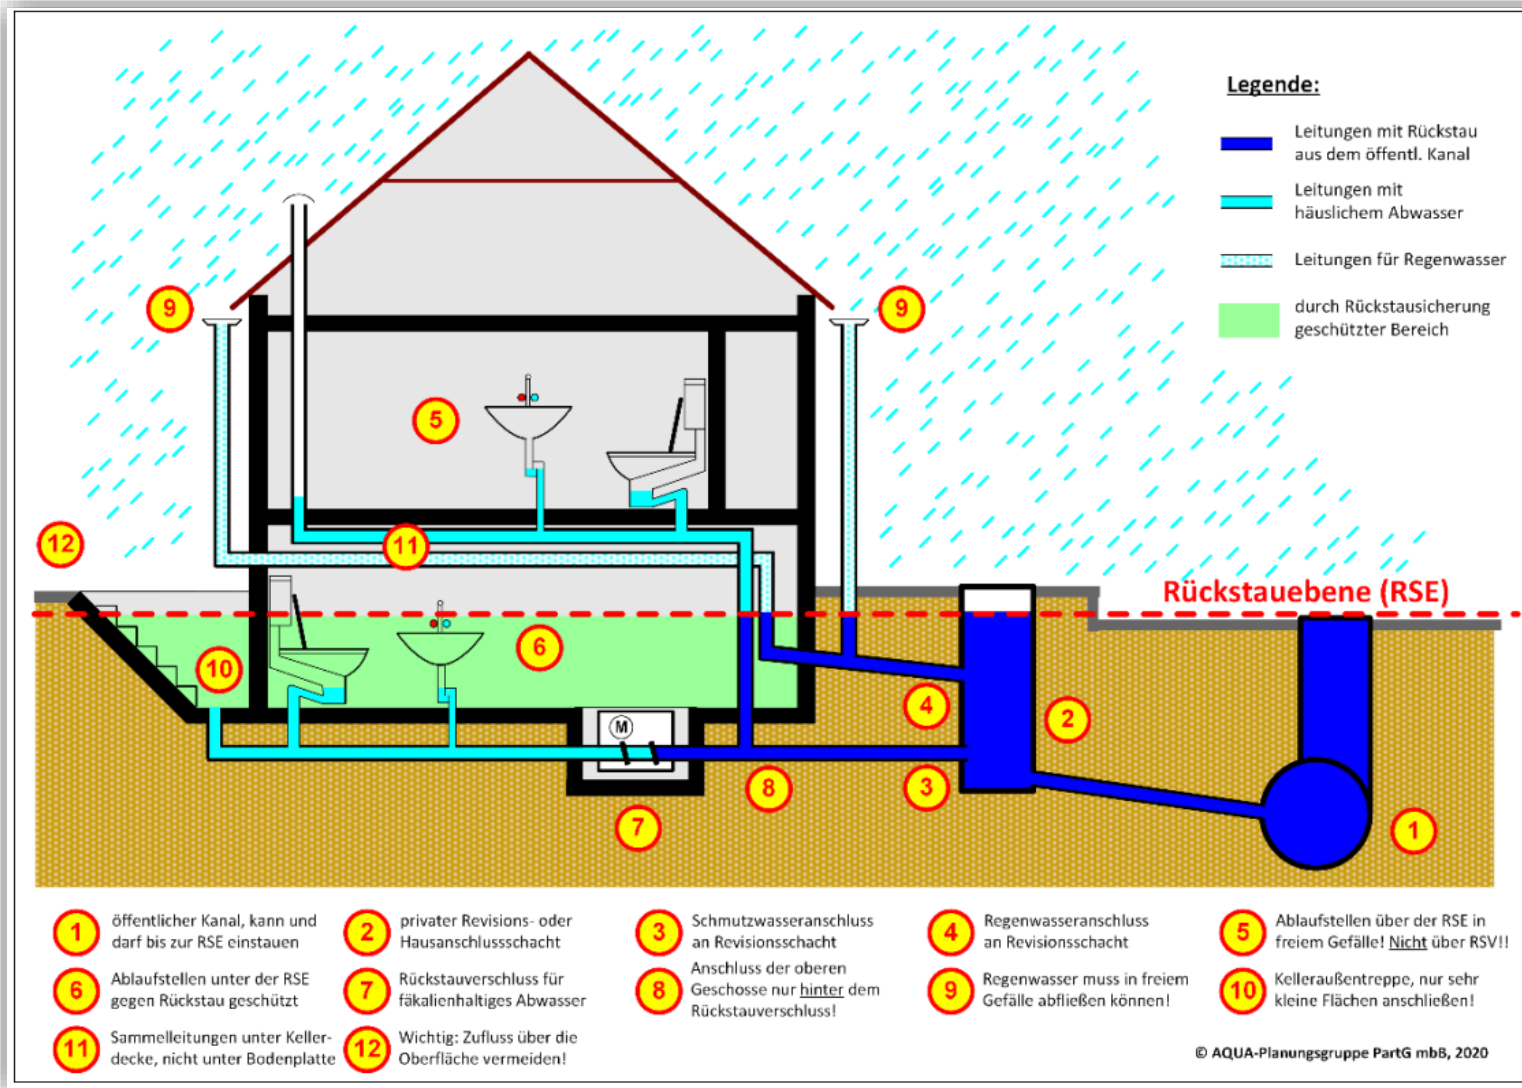 Legende:
Leitungen mit Rückstau
aus dem öffentl. Kanal
Leitungen mit
häuslichem Abwasser
Leitungen für Regenwasser
durch Rückstausicherung
geschützter Bereich
9
9
5
12
11
Rückstauebene (RSE)
6
10
4
2
M
8
3
7
1
1
öffentlicher Kanal, kann und
darf bis zur RSE einstauen
2
privater Revisions- oder
Hausanschlussschacht
3
Schmutzwasseranschluss
an Revisionsschacht
4
Regenwasseranschluss
an Revisionsschacht
5
Ablaufstellen über der RSE in
freiem Gefälle! Nicht über RSV!!
6
Ablaufstellen unter der RSE
gegen Rückstau geschützt
7
Rückstauverschluss für
fäkalienhaltiges Abwasser
8
Anschluss der oberen
Geschosse nur hinter dem
Rückstauverschluss!
9
Regenwasser muss in freiem
Gefälle abfließen können!
10
Kelleraußentreppe, nur sehr
kleine Flächen anschließen!
11
Sammelleitungen unter Keller-
decke, nicht unter Bodenplatte
12
Wichtig: Zufluss über die
Oberfläche vermeiden!
© AQUA-Planungsgruppe PartG mbB, 2020